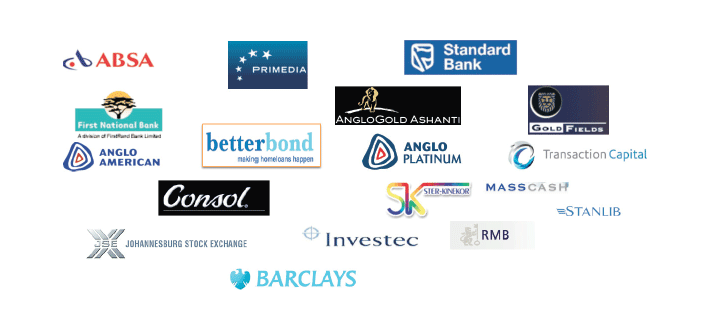 ABSA
PRIMEDIA
Standard
Bank
ANGLOGOLD ASHANTI
First National Bank
A division of FirstRand Bank Limited
GOLD FIELDS
ANGLO
AMERICAN
betterbond
making homeloans happen
ANGLO
PLATINUM
Transaction Capital
Consol
SK
STER-KINEKOR
MASSCASH
STANLIB
JSE
JOHANNESBURG STOCK EXCHANGE
Investec
RMB
BARCLAYS